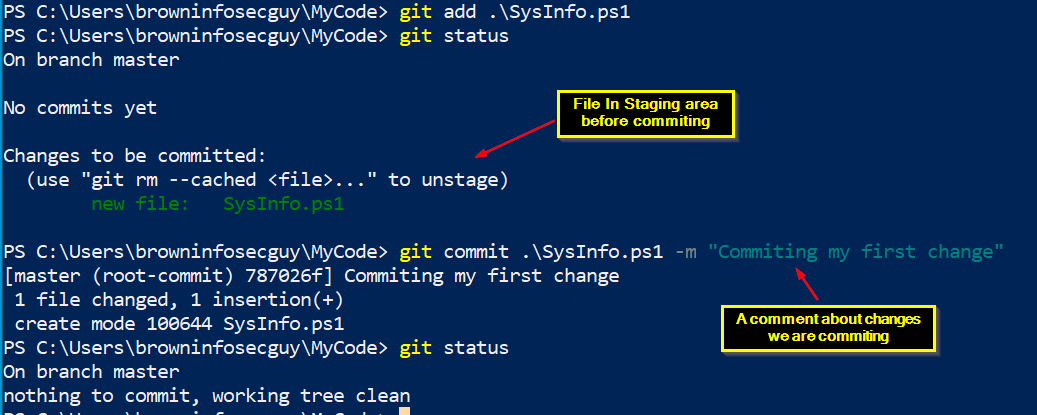 PS C:\Users\browninfosecguy\MyCode> git add .\SysInfo.ps1
PS C:\Users\browninfosecguy\MyCode> git status
On branch master
No commits yet
File In Staging area
before commiting
Changes to be committed:
(use "git rm --cached <file>..." to unstage)
new file: SysInfo.ps1
PS C:\Users\browninfosecguy\MyCode> git commit .\SysInfo.ps1 -m "Commiting my first change"
[master (root-commit) 787026f] Commiting my first change
1 file changed, 1 insertion(+)
create mode 100644 SysInfo.ps1
A comment about changes
we are commiting
PS C:\Users\browninfosecguy\MyCode> git status
On branch master
nothing to commit, working tree clean